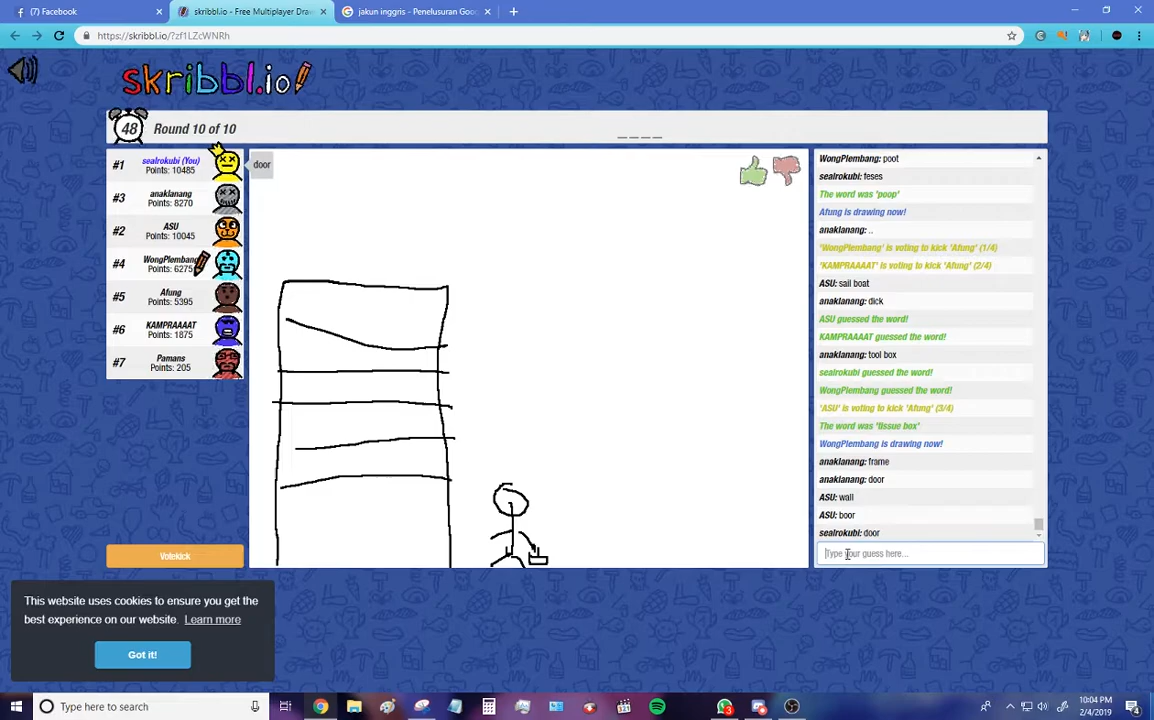 (7) Facebook
skribbl.io - Free Multiplayer Draw
jakun inggris - Penelusuran Goo
https://skribbl.io/?zf1LZcWNRh
skribbl.io
48
Round 10 of 10
_ _ _ _
#1
sealrokubi (You)
Points: 10485
door
#3
anaklanang
Points: 8270
#2
ASU
Points: 10045
#4
WongPlembang
Points: 6275
#5
Afung
Points: 5395
#6
KAMPRAAAAT
Points: 1875
#7
Pamans
Points: 205
Votekick
WongPlembang: poot
sealrokubi: feses
The word was 'poop'
Afung is drawing now!
anaklanang: ..
'WongPlembang' is voting to kick 'Afung' (1/4)
'KAMPRAAAAT' is voting to kick 'Afung' (2/4)
ASU: sail boat
anaklanang: dick
ASU guessed the word!
KAMPRAAAAT guessed the word!
anaklanang: tool box
sealrokubi guessed the word!
WongPlembang guessed the word!
'ASU' is voting to kick 'Afung' (3/4)
The word was 'tissue box'
WongPlembang is drawing now!
anaklanang: frame
anaklanang: door
ASU: wall
ASU: boor
sealrokubi: door
Type your guess here...
This website uses cookies to ensure you get the
best experience on our website. Learn more
Got it!
Type here to search
3
10:04 PM
2/4/2019